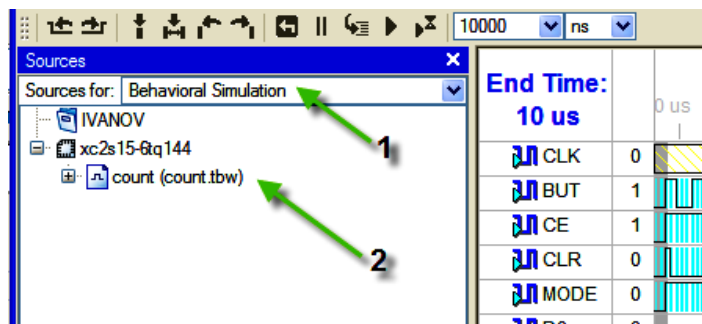 10000 ns
Sources
Sources for: Behavioral Simulation
IVANOV
xc2s15-6tq144
count (count.tbw)
1
2
End Time:
10 us
0 us
CLK 0
BUT 1
CE 1
CLR 0
MODE 0